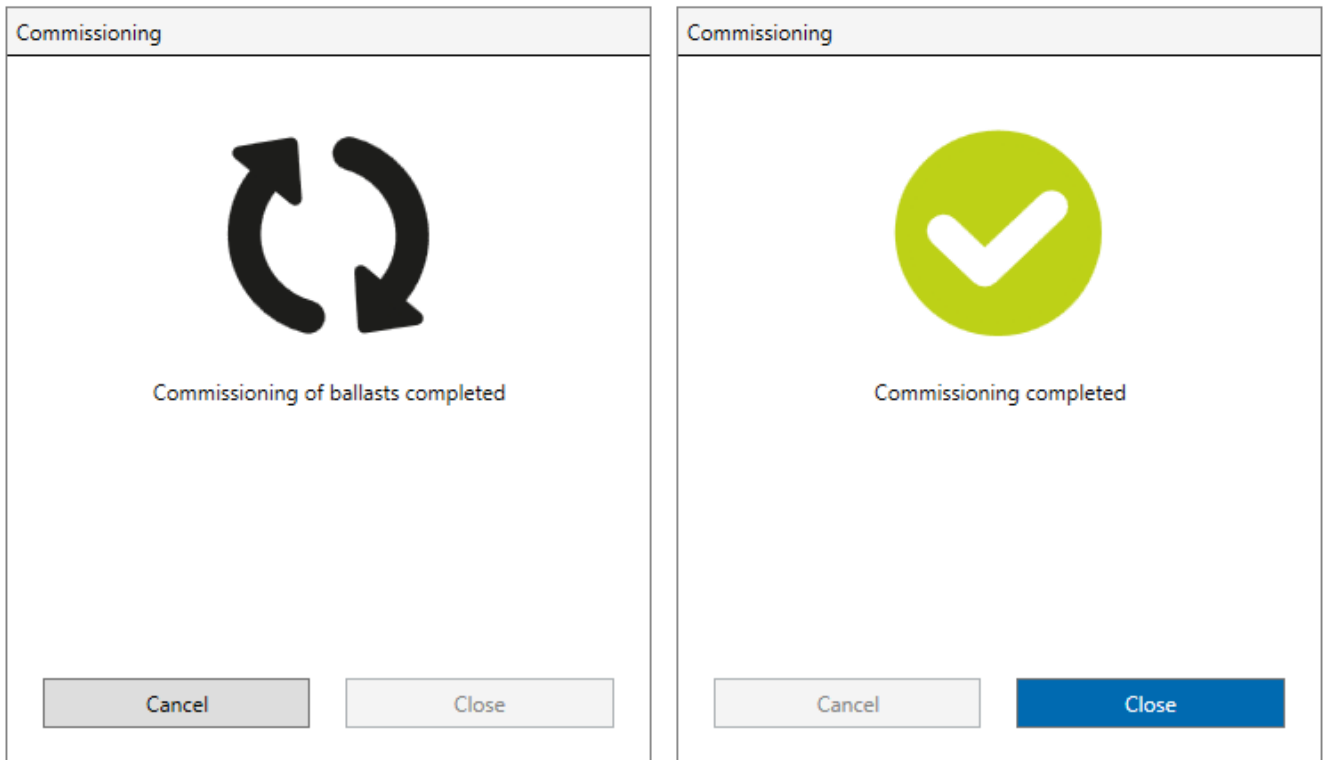 Commissioning
Commissioning of ballasts completed
Cancel
Close
Commissioning
Commissioning completed
Cancel
Close